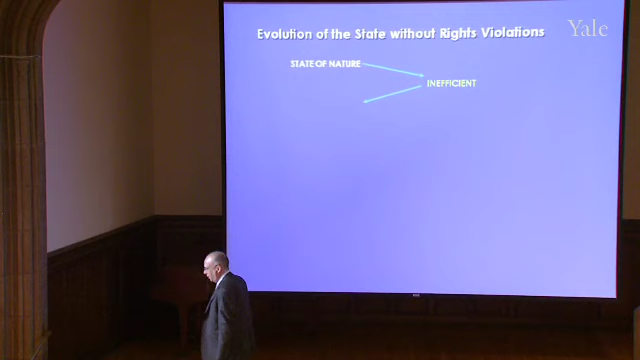 Evolution of the State without Rights Violations
Yale
STATE OF NATURE
INEFFICIENT